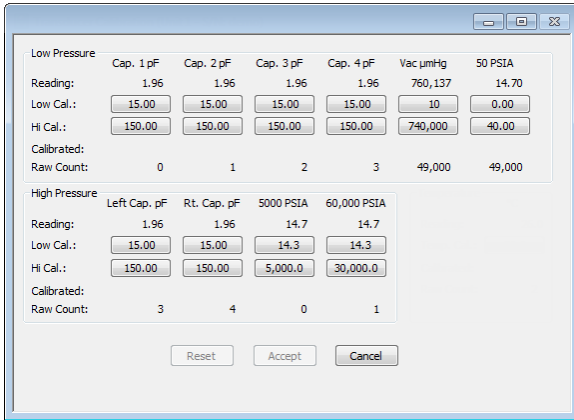 Low Pressure
Cap. 1 pF Cap. 2 pF Cap. 3 pF Cap. 4 pF Vac µmHg 50 PSIA
Reading: 1.96 1.96 1.96 1.96 760,137 14.70
Low Cal.: 15.00 15.00 15.00 15.00 10 0.00
Hi Cal.: 150.00 150.00 150.00 150.00 740,000 40.00
Calibrated:
Raw Count: 0 1 2 3 49,000 49,000
High Pressure
Left Cap. pF Rt. Cap. pF 5000 PSIA 60,000 PSIA
Reading: 1.96 1.96 14.7 14.7
Low Cal.: 15.00 15.00 14.3 14.3
Hi Cal.: 150.00 150.00 5,000.0 30,000.0
Calibrated:
Raw Count: 3 4 0 1
Reset Accept Cancel